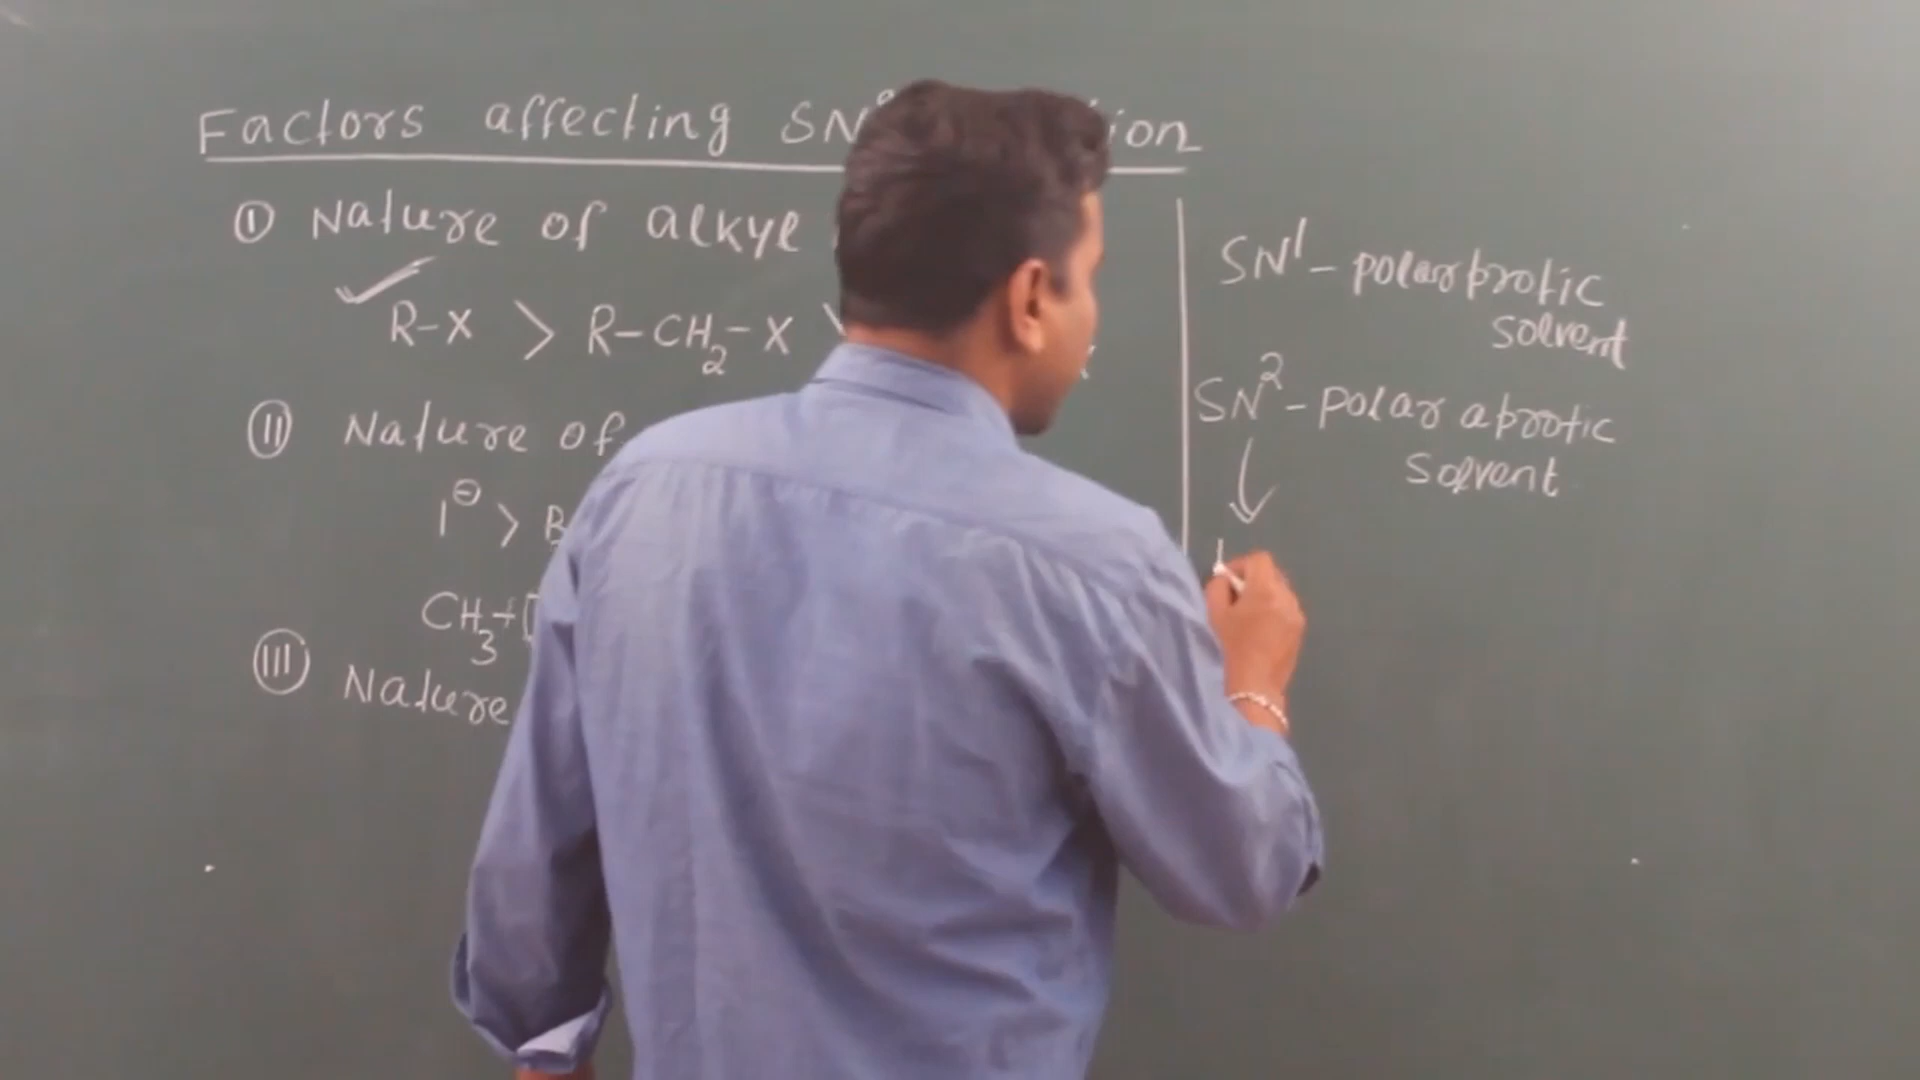 Factors affecting SN
① Nature of alkyl
R-X > R-CH₂-X
Ⅱ Nature of
I⊖ >
CH₃+
Ⅲ Nature
SN¹- polar protic
solvent
SN²- polar aprotic
solvent
↓